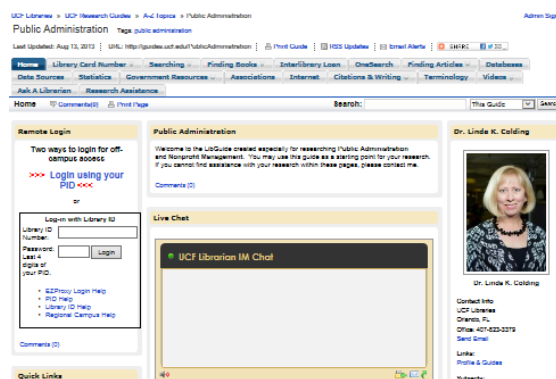 UCF Libraries » UCF Research Guides » A-Z Topics » Public Administration
Admin Sig
Public Administration Tags: public administration
Last Updated: Aug 13, 2013 URL: http://guides.ucf.edu/PublicAdministration Print Guide RSS Updates Email Alerts SHARE
Home Library Card Number Searching Finding Books Interlibrary Loan OneSearch Finding Articles Databases
Data Sources Statistics Government Resources Associations Internet Citations & Writing Terminology Videos
Ask A Librarian Research Assistance
Home Comments(0) Print Page Search: This Guide Searc
Remote Login
Two ways to login for off-
campus access
>>> Login using your
PID <<<
or
Log-in with Library ID
Library ID
Number:
Password:
Last 4
digits of
your PID.
Login
• EZProxy Login Help
• PID Help
• Library ID Help
• Regional Campus Help
Comments (0)
Quick Links
Public Administration
Welcome to the LibGuide created especially for researching Public Administration
and Nonprofit Management. You may use this guide as a starting point for your research.
If you cannot find assistance with your research within these pages, please contact me.
Comments (0)
Live Chat
UCF Librarian IM Chat
Dr. Linda K. Colding
Dr. Linda K. Colding
Contact Info
UCF Libraries
Orlando, FL
Office: 407-823-3379
Send Email
Links:
Profile & Guides
Subjects: